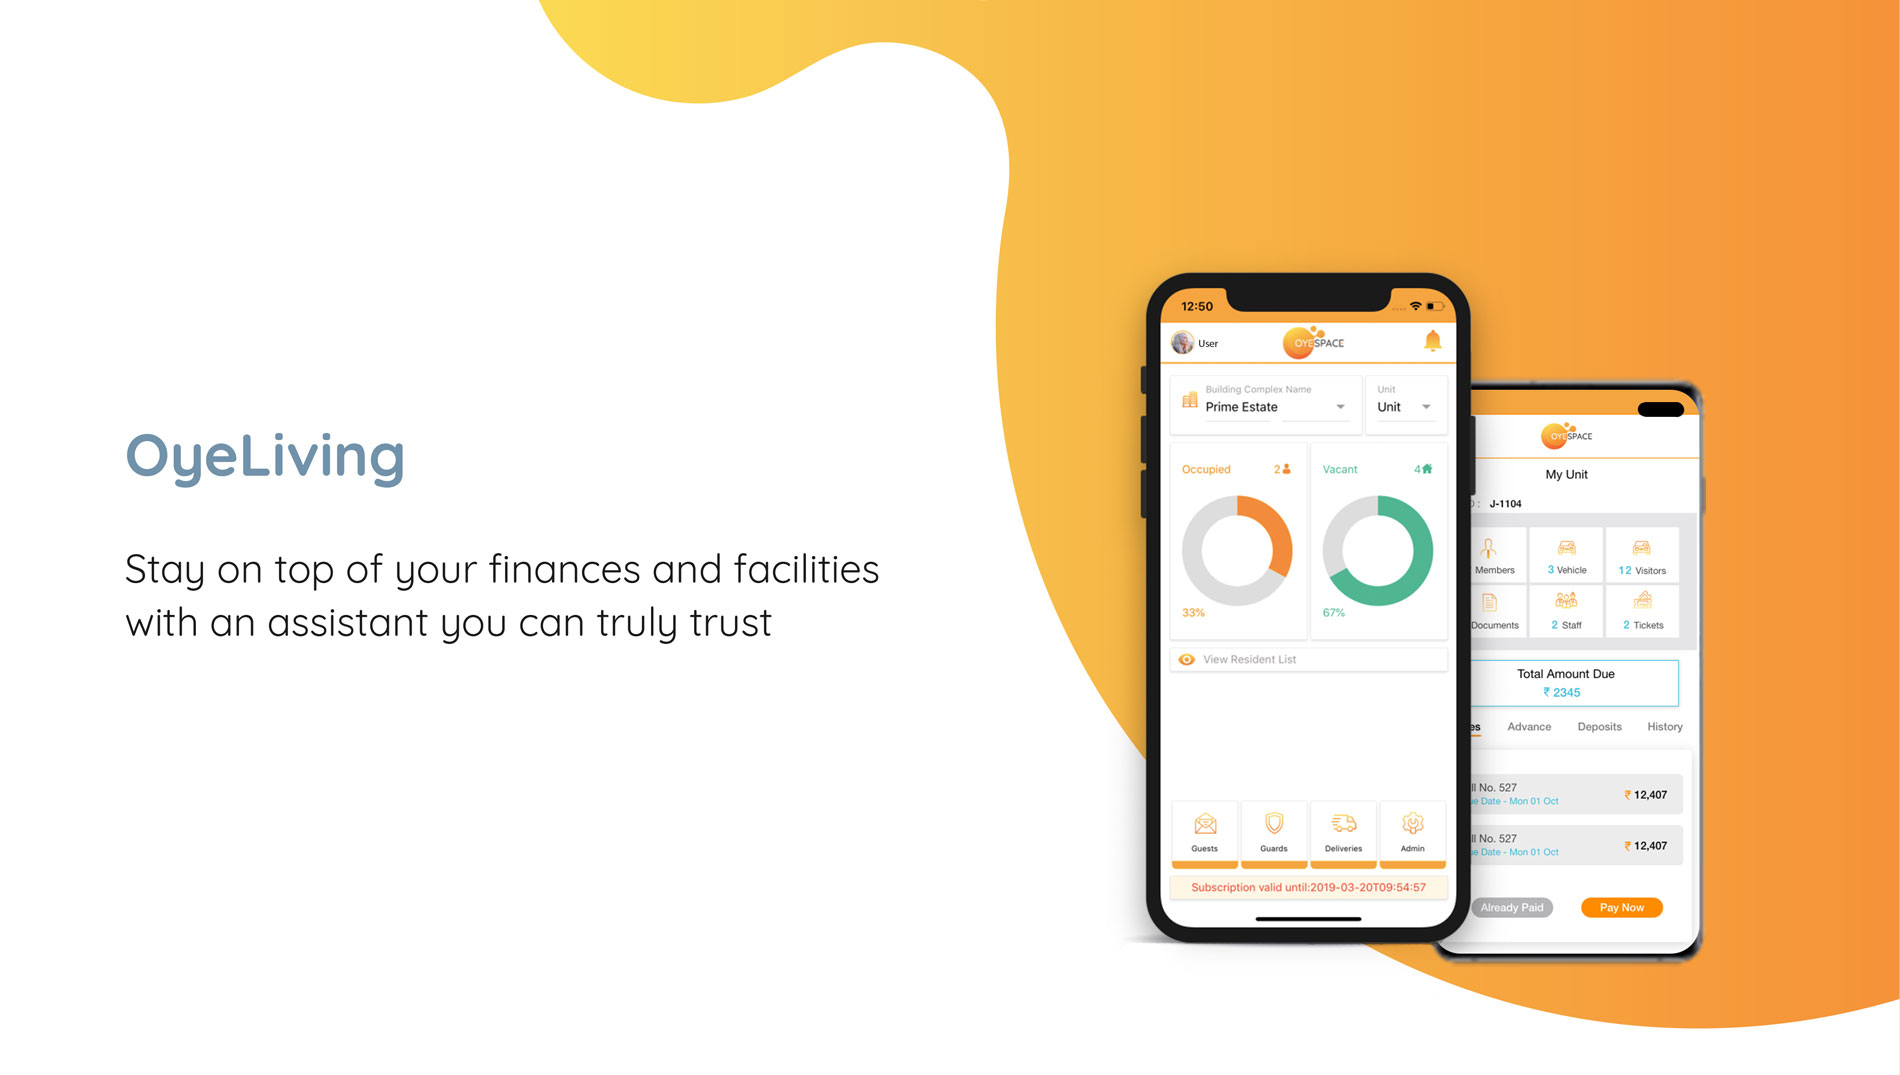 OyeLiving
Stay on top of your finances and facilities
with an assistant you can truly trust
12:50
User
OYESPACE
Building Complex Name
Prime Estate
Unit
Unit
Occupied 2
33%
Vacant 4
67%
View Resident List
Guests
Guards
Deliveries
Admin
Subscription valid until:2019-03-20T09:54:57
OYESPACE
My Unit
: J-1104
Members
3 Vehicle
12 Visitors
Documents
2 Staff
2 Tickets
Total Amount Due
₹ 2345
es Advance Deposits History
ll No. 527
ue Date - Mon 01 Oct
₹ 12,407
ll No. 527
ue Date - Mon 01 Oct
₹ 12,407
Already Paid
Pay Now